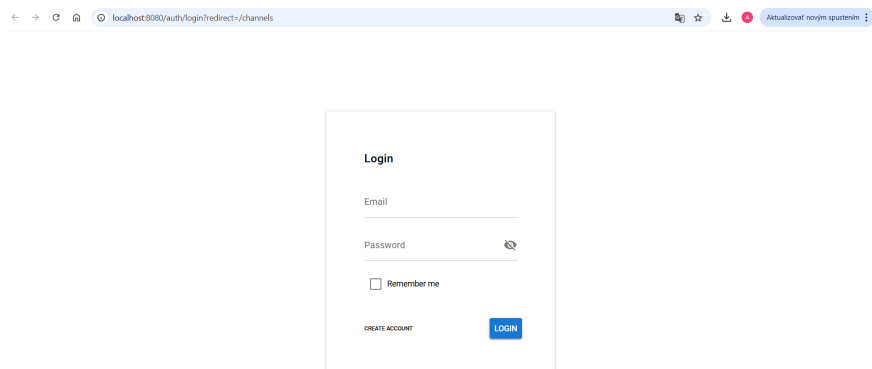 localhost:8080/auth/login?redirect=/channels
A
Aktualizovať novým spustením
Login
Email
Password
Remember me
CREATE ACCOUNT
LOGIN